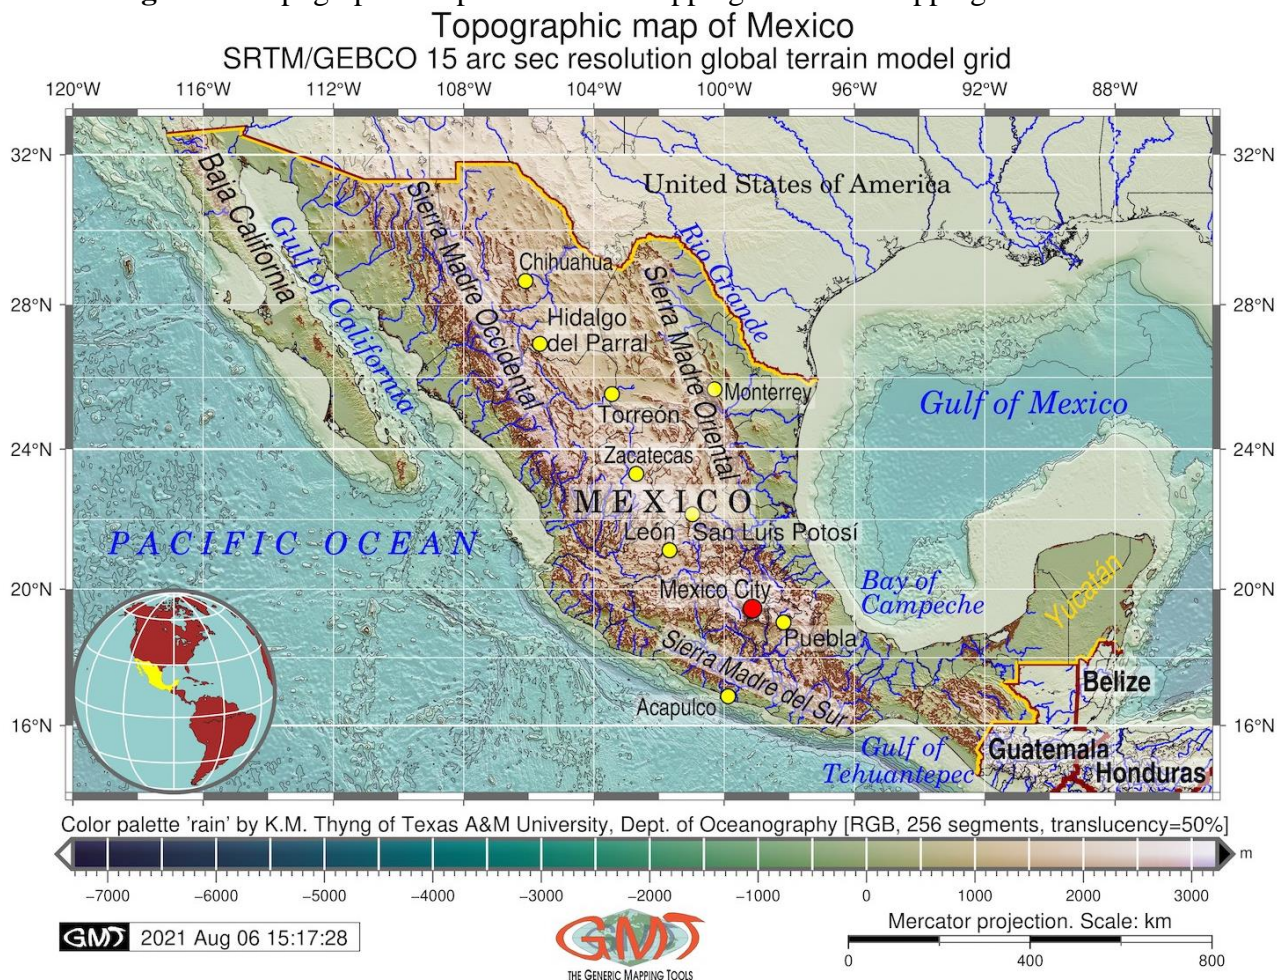 Topographic map of Mexico
SRTM/GEBCO 15 arc sec resolution global terrain model grid
120°W 116°W 112°W 108°W 104°W 100°W 96°W 92°W 88°W
32°N 32°N
United States of America
Baja California
Gulf of California
Sierra Madre Occidental
Rio Grande
Chihuahua
Sierra Madre Oriental
28°N 28°N
Hidalgo
del Parral
Monterrey
Torreón
Gulf of Mexico
24°N 24°N
Zacatecas
MEXICO
León San Luis Potosí
PACIFIC OCEAN
Mexico City
Bay of
Campeche
Yucatán
20°N 20°N
Puebla
Sierra Madre del Sur
Belize
Acapulco
16°N 16°N
Gulf of
Tehuantepec
Guatemala
Honduras
Color palette 'rain' by K.M. Thyng of Texas A&M University, Dept. of Oceanography [RGB, 256 segments, translucency=50%]
m
−7000 −6000 −5000 −4000 −3000 −2000 −1000 0 1000 2000 3000
GMT 2021 Aug 06 15:17:28
GMT
THE GENERIC MAPPING TOOLS
Mercator projection. Scale: km
0 400 800